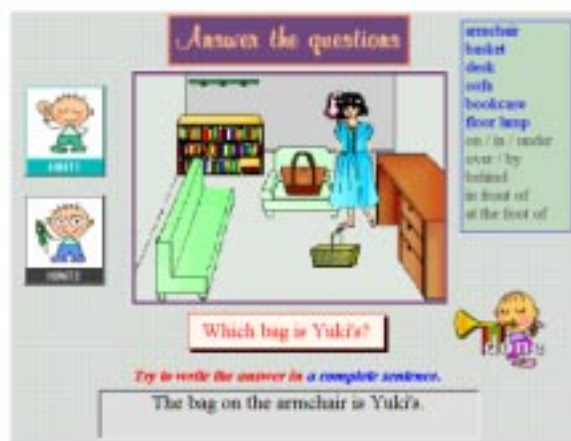 Answer the questions
armchair
basket
desk
sofa
bookcase
floor lamp
on / in / under
over / by
behind
in front of
at the foot of
Which bag is Yuki's?
done
Try to write the answer in a complete sentence.
The bag on the armchair is Yuki's.